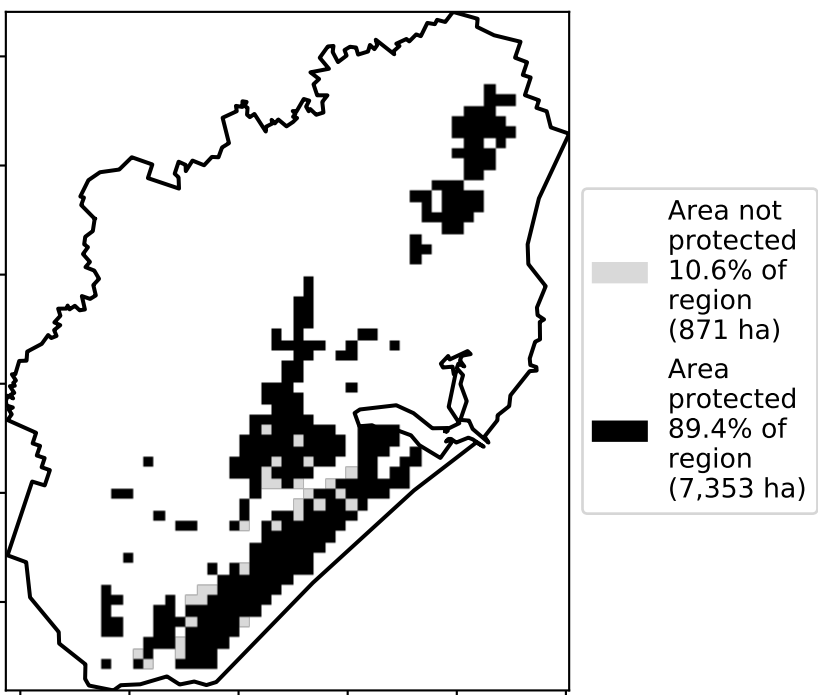 Area not
protected
10.6% of
region
(871 ha)
Area
protected
89.4% of
region
(7,353 ha)